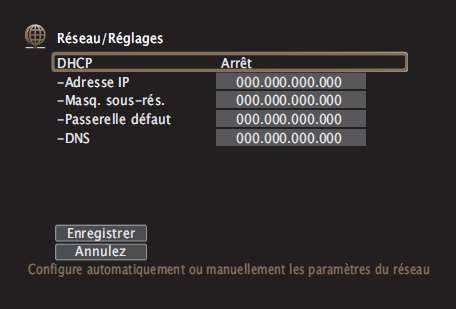 Réseau/Réglages
DHCP Arrêt
-Adresse IP 000.000.000.000
-Masq. sous-rés. 000.000.000.000
-Passerelle défaut 000.000.000.000
-DNS 000.000.000.000
Enregistrer
Annulez
Configure automatiquement ou manuellement les paramètres du réseau